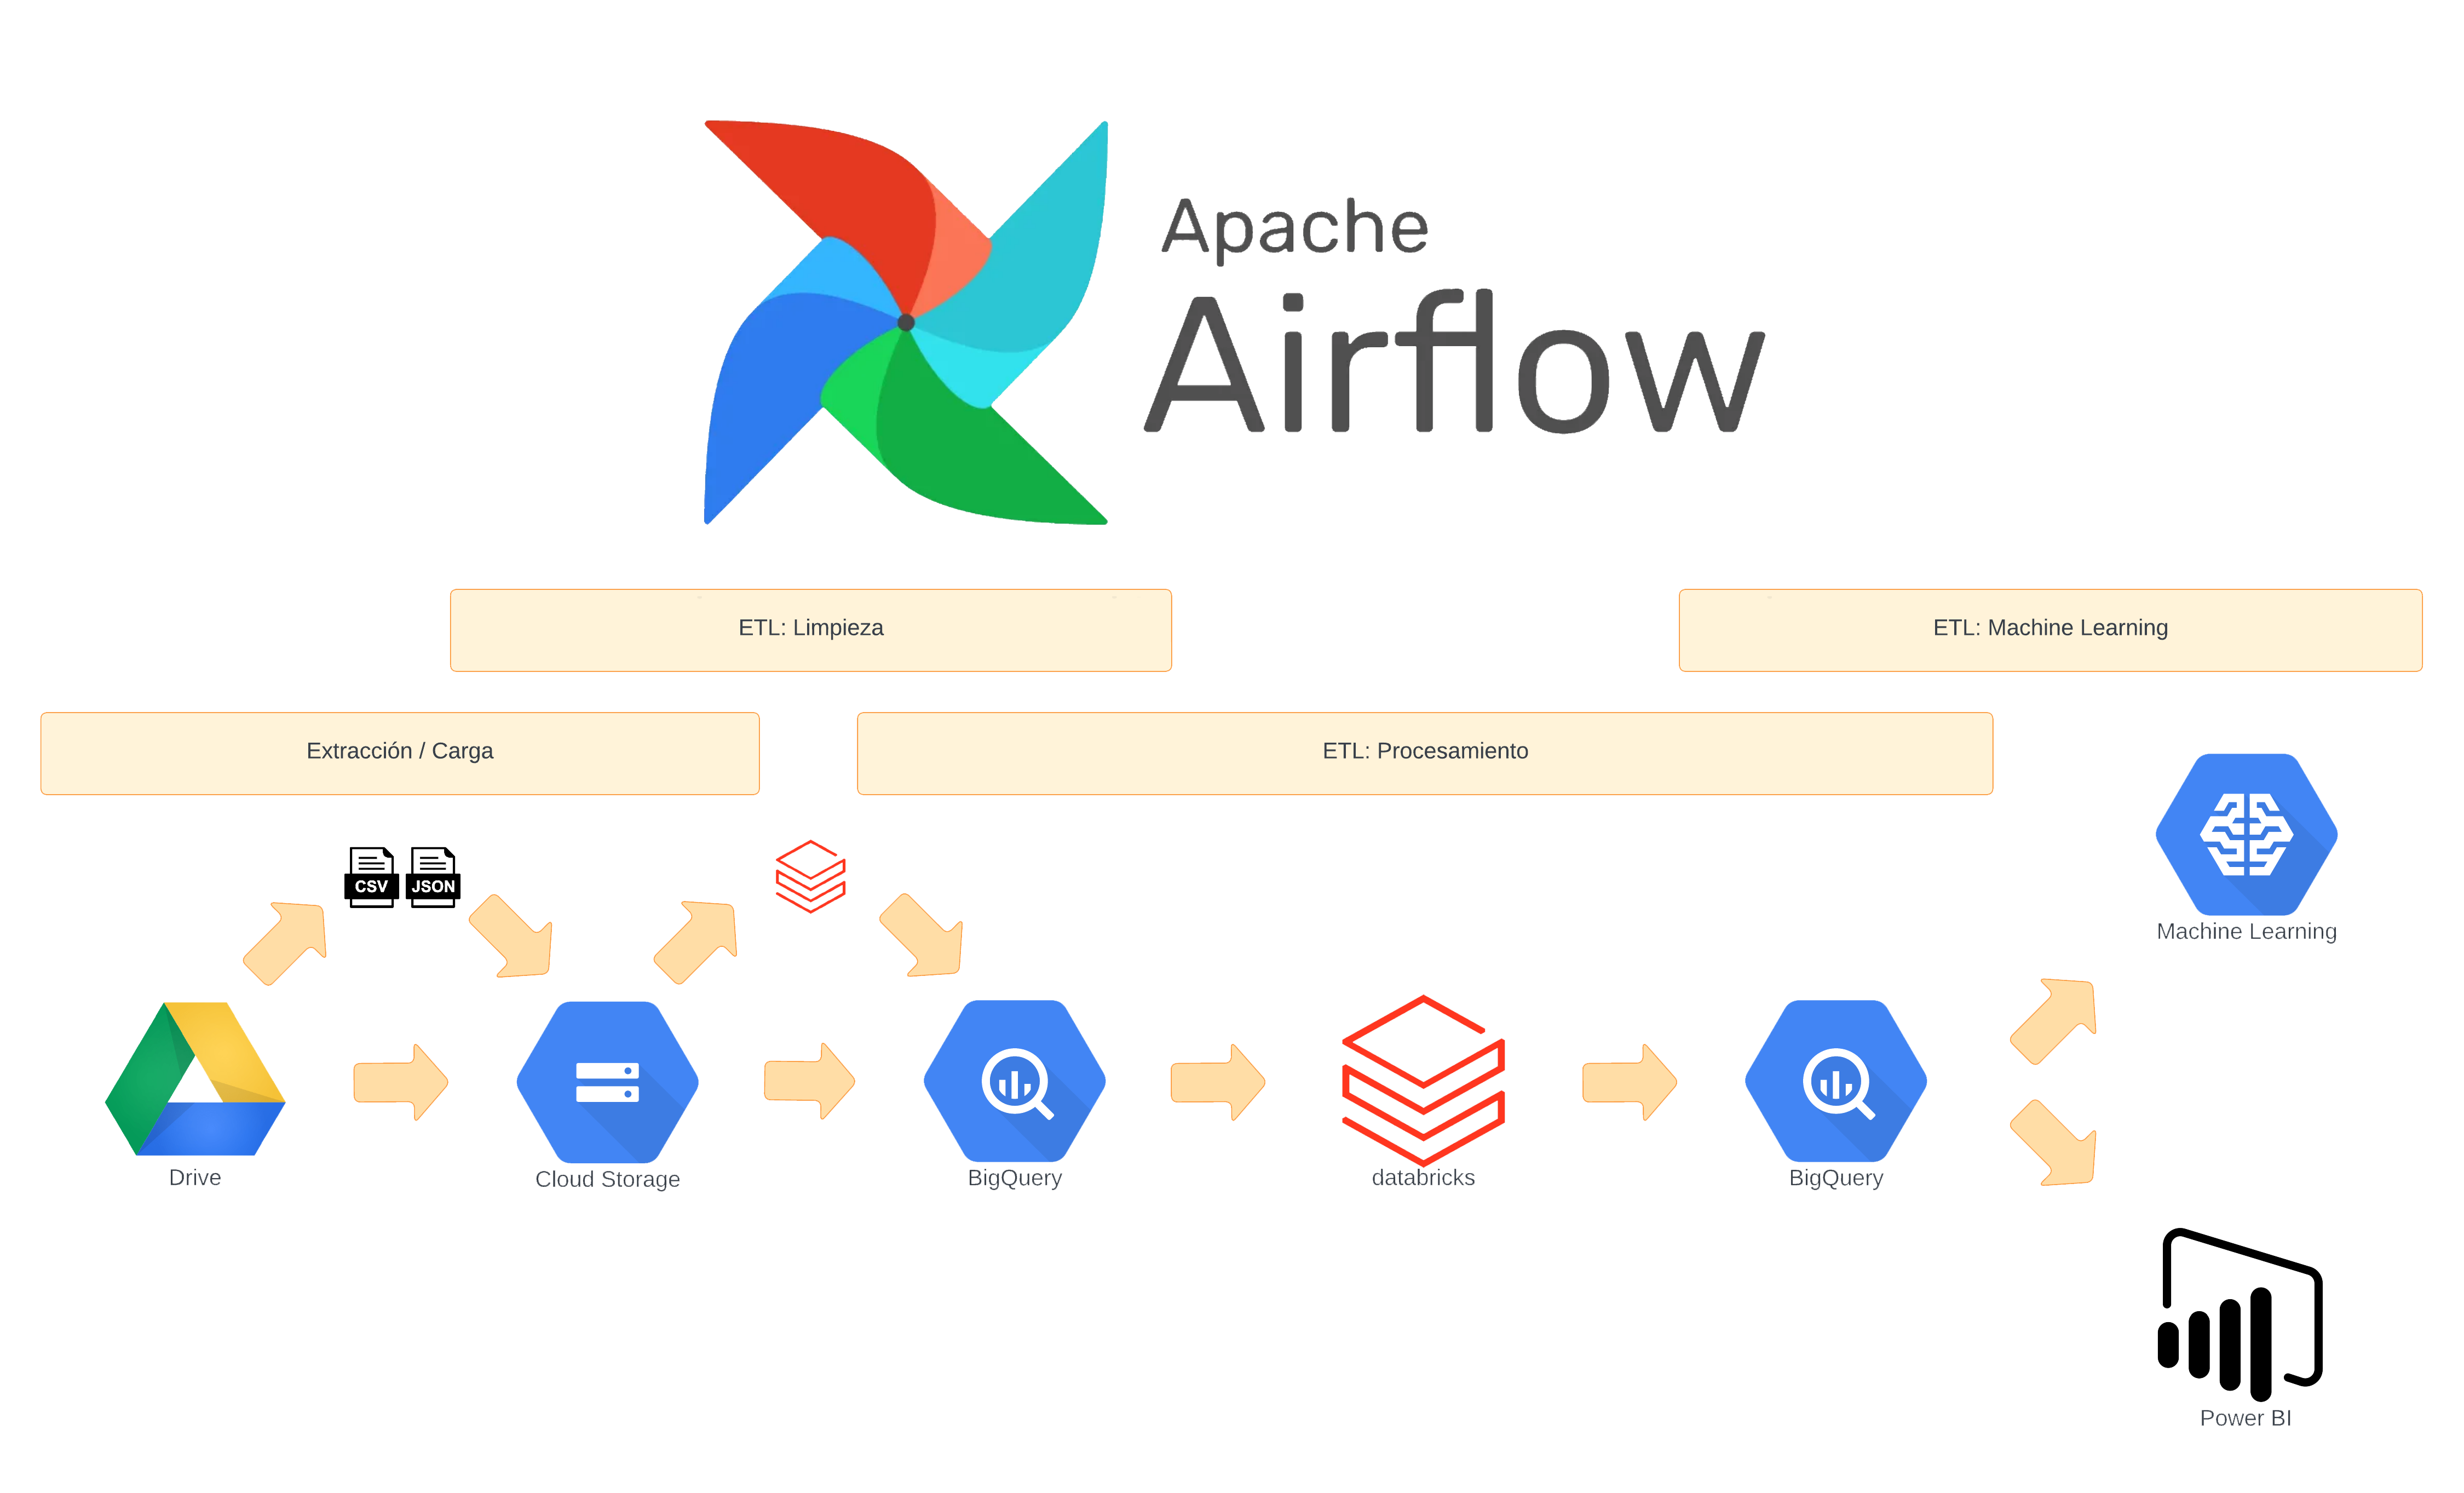 Apache
Airflow
ETL: Limpieza
ETL: Machine Learning
Extracción / Carga
ETL: Procesamiento
CSV
JSON
Machine Learning
Drive
Cloud Storage
BigQuery
databricks
BigQuery
Power BI